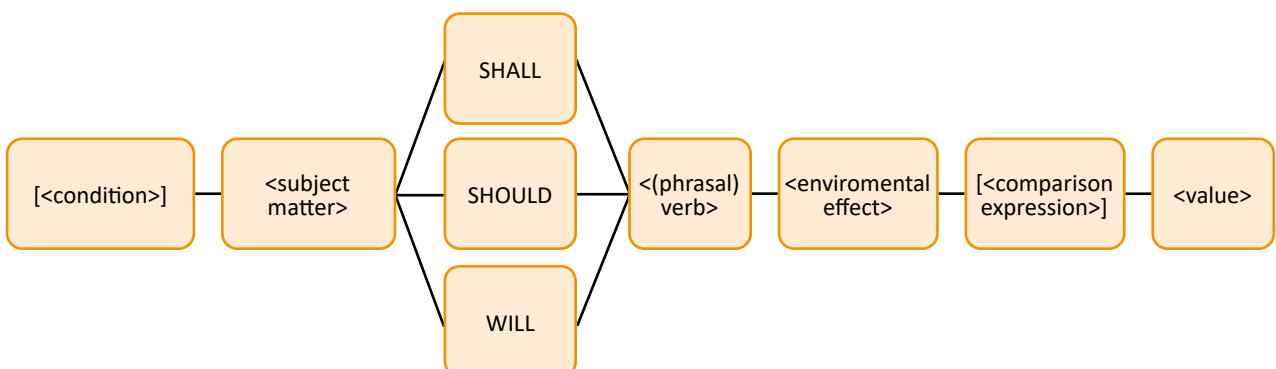 [<condition>]
<subject
matter>
SHALL
SHOULD
WILL
<(phrasal)
verb>
<enviromental
effect>
[<comparison
expression>]
<value>